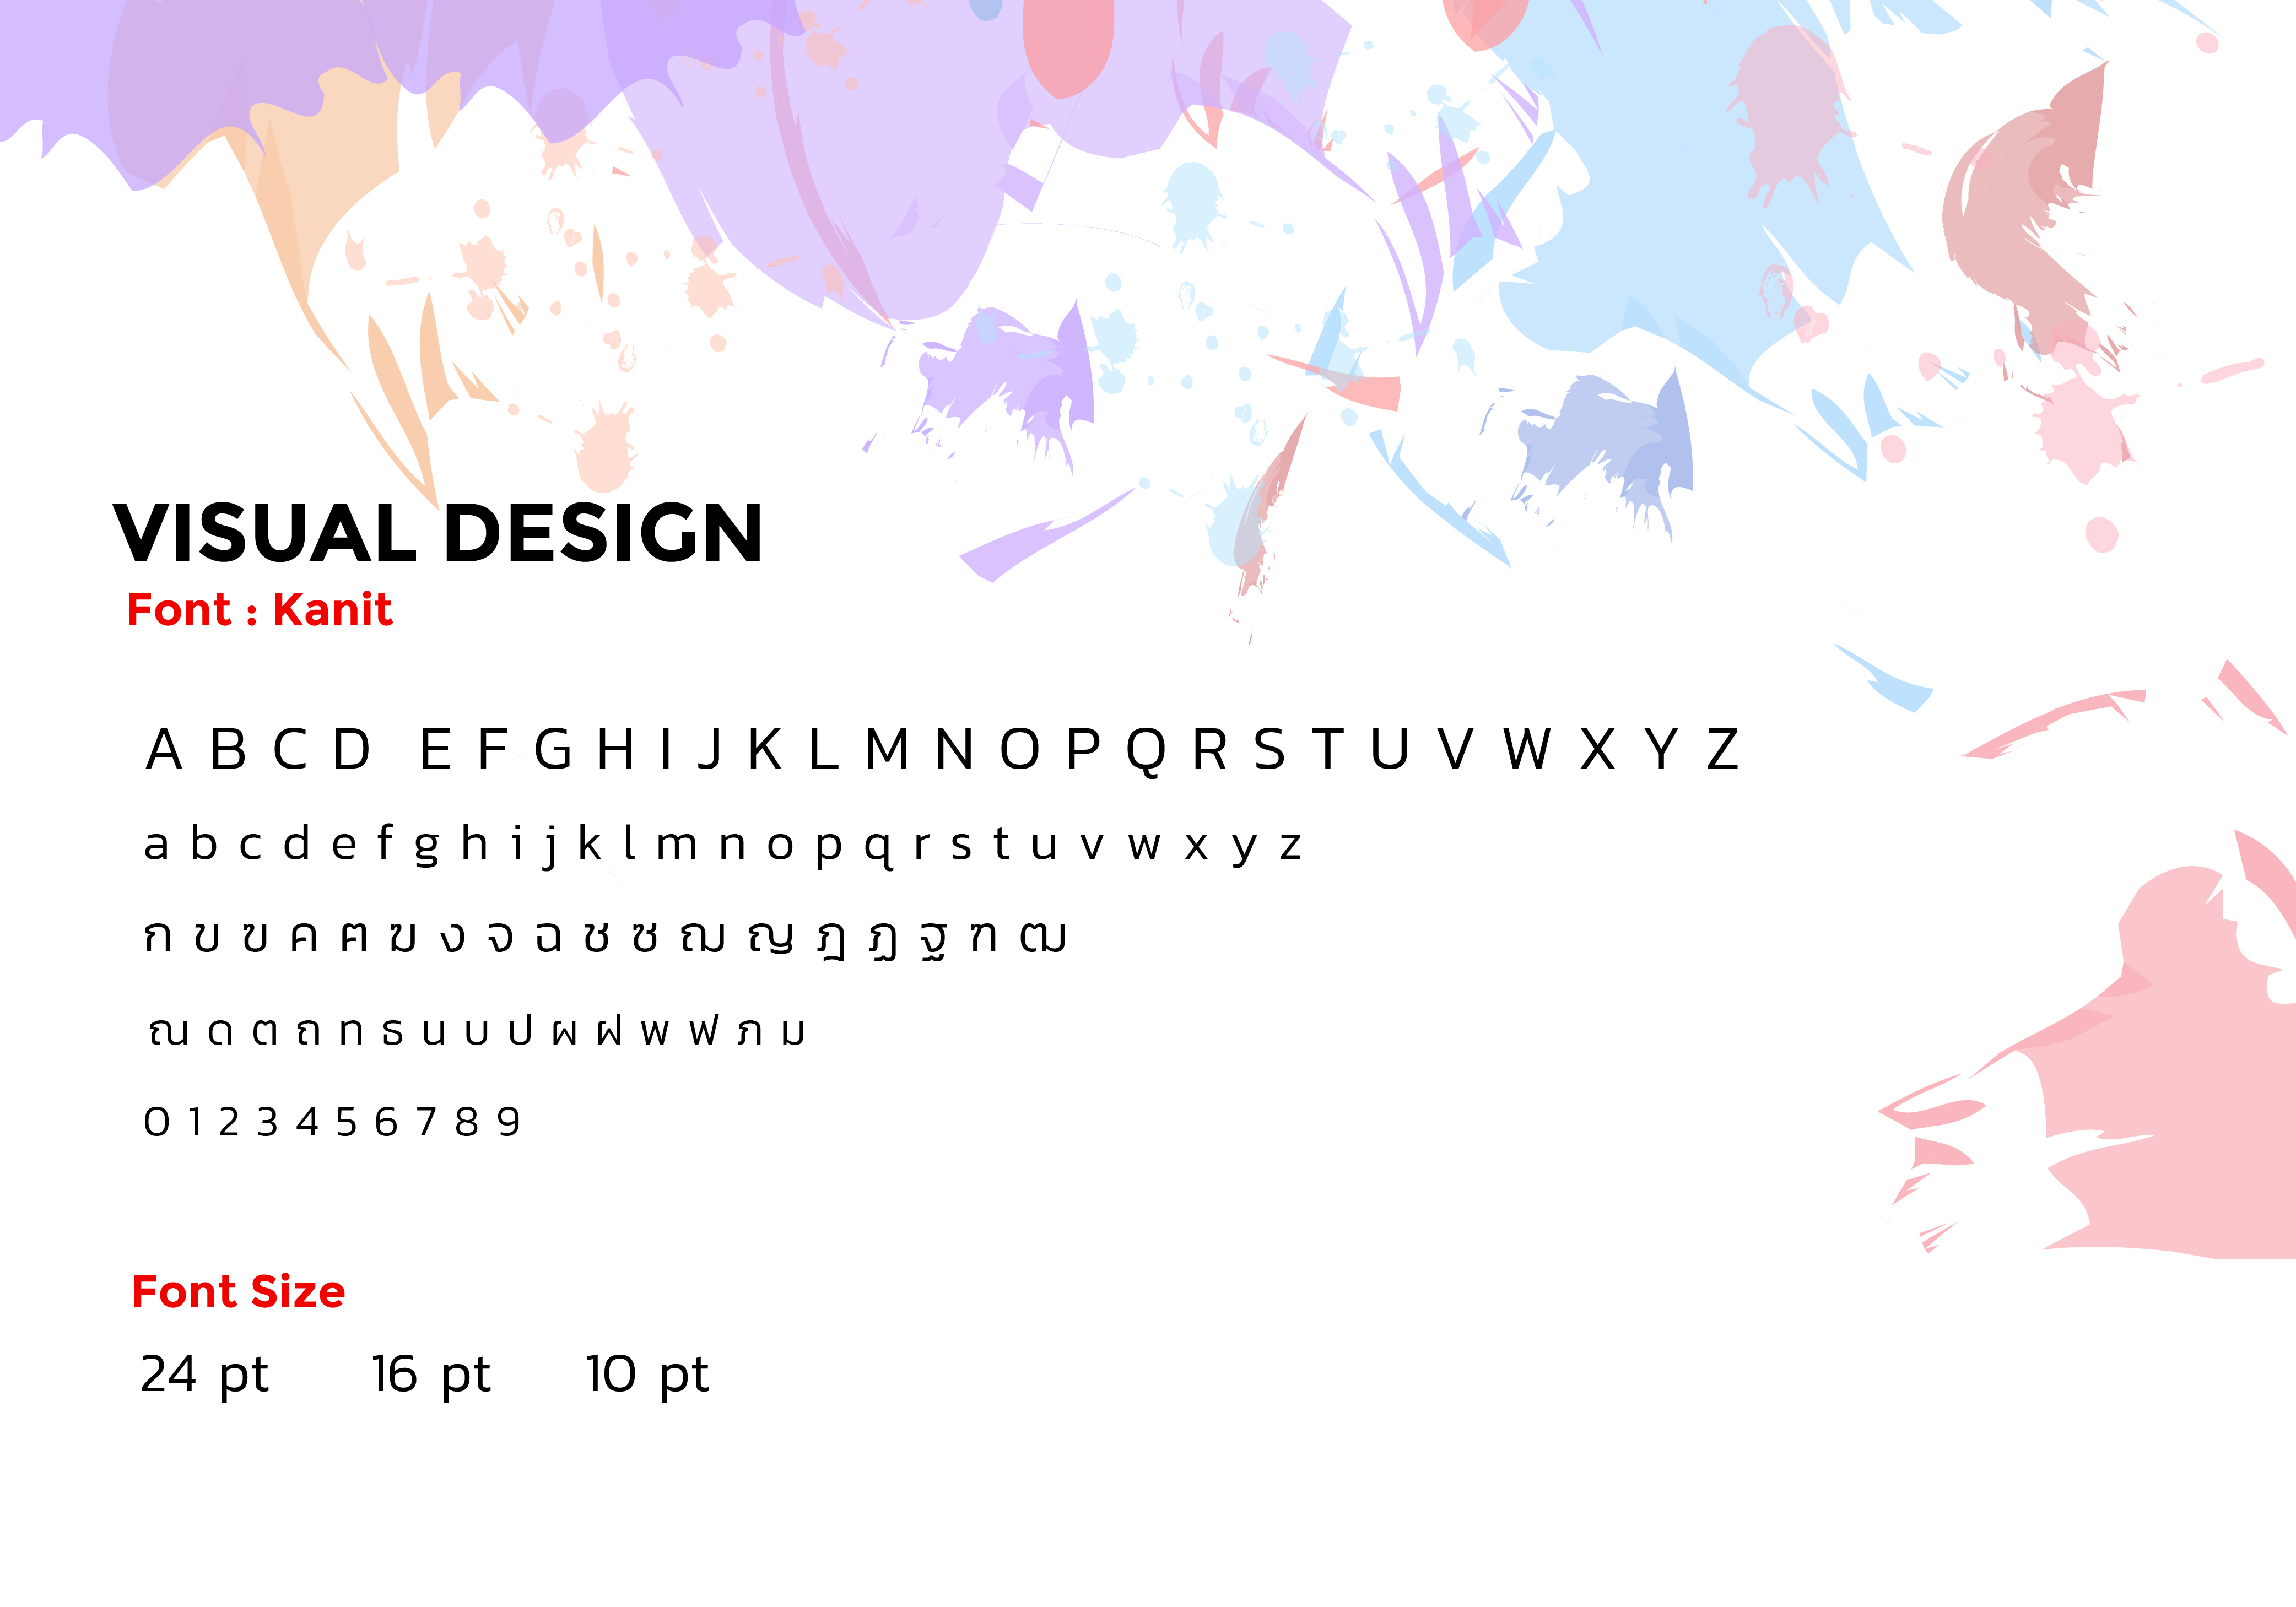 VISUAL DESIGN
Font : Kanit
A B C D E F G H I J K L M N O P Q R S T U V W X Y Z
a b c d e f g h i j k l m n o p q r s t u v w x y z
ก ข ฃ ค ฅ ฆ ง จ ฉ ช ซ ฌ ญ ฎ ฏ ฐ ฑ ฒ
ณ ด ต ถ ท ธ น บ ป ผ ฝ พ ฟ ภ ม
0 1 2 3 4 5 6 7 8 9
Font Size
24 pt 16 pt 10 pt